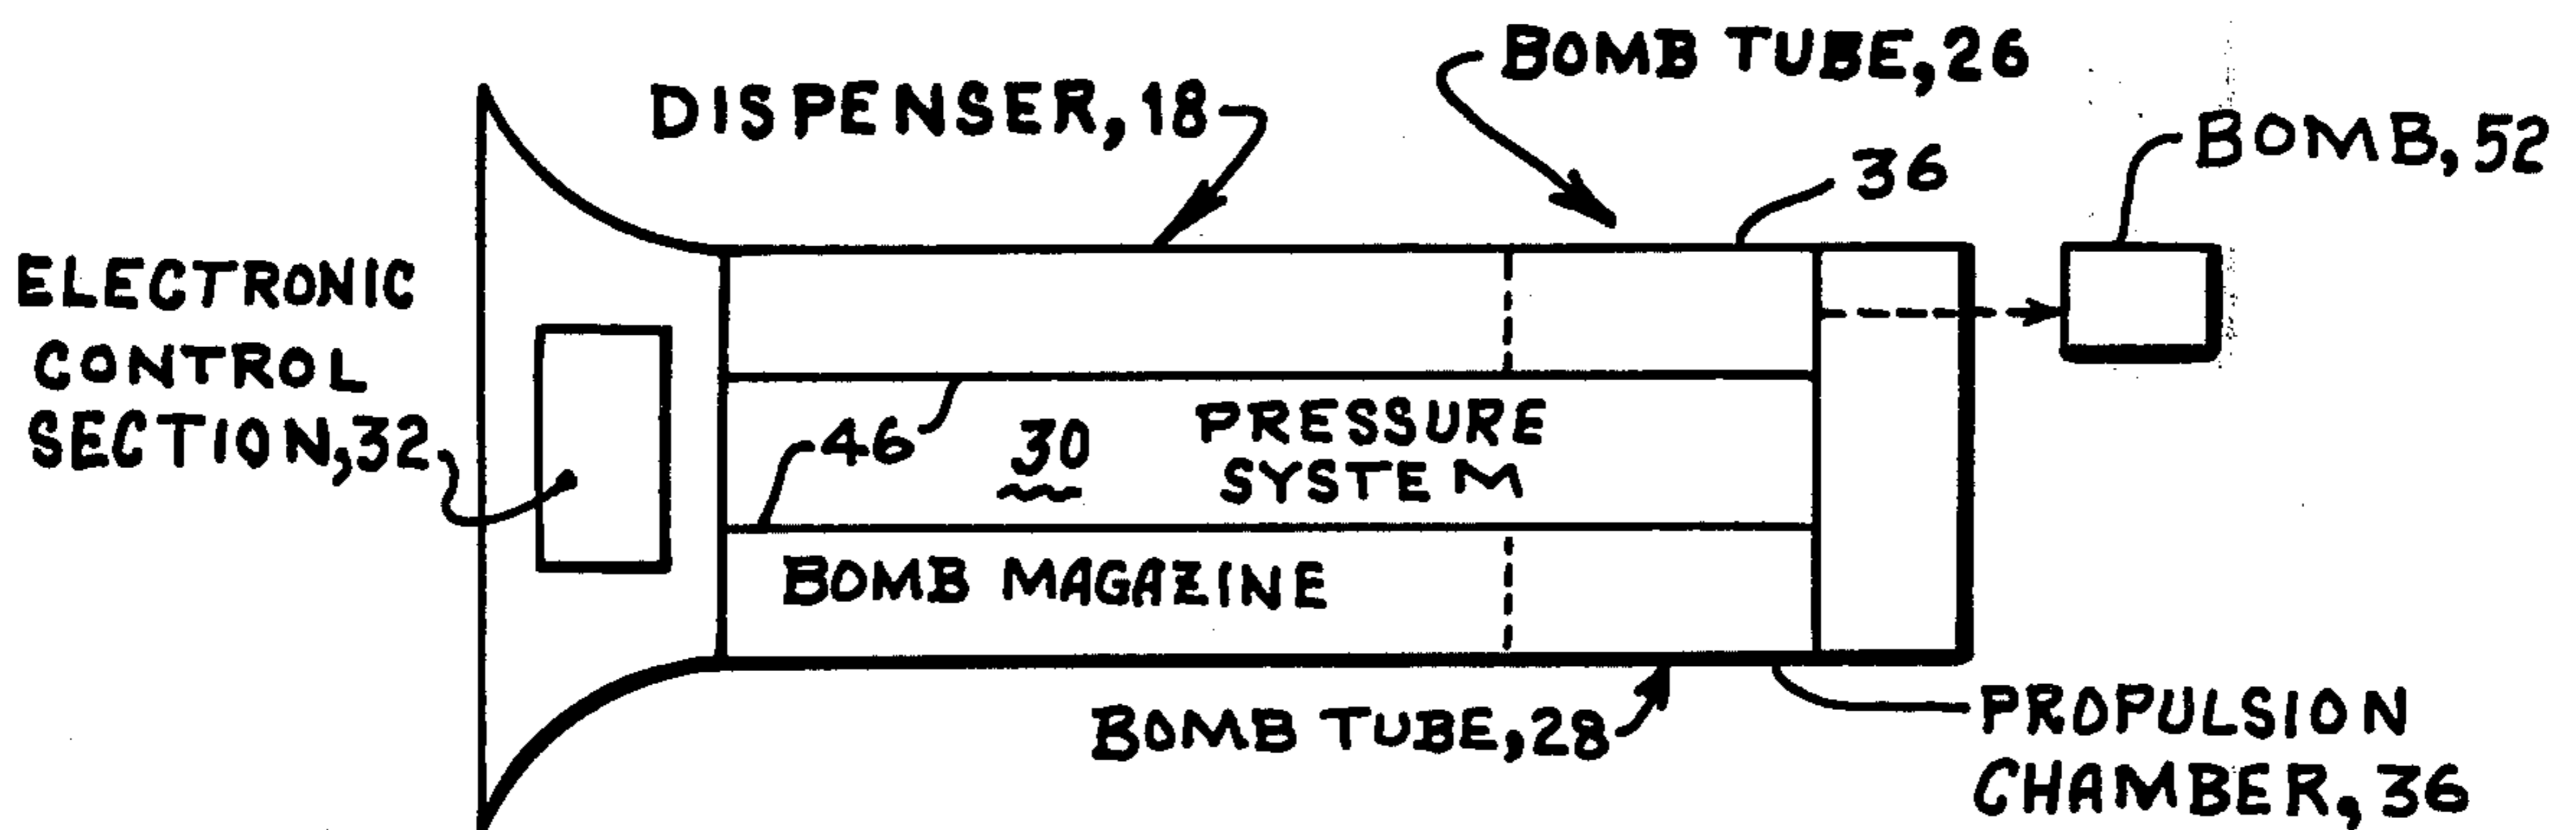 BOMB TUBE,26
DISPENSER,18
BOMB,52
36
ELECTRONIC
CONTROL
SECTION,32
46
30
PRESSURE
SYSTEM
BOMB MAGAZINE
BOMB TUBE,28
PROPULSION
CHAMBER,36